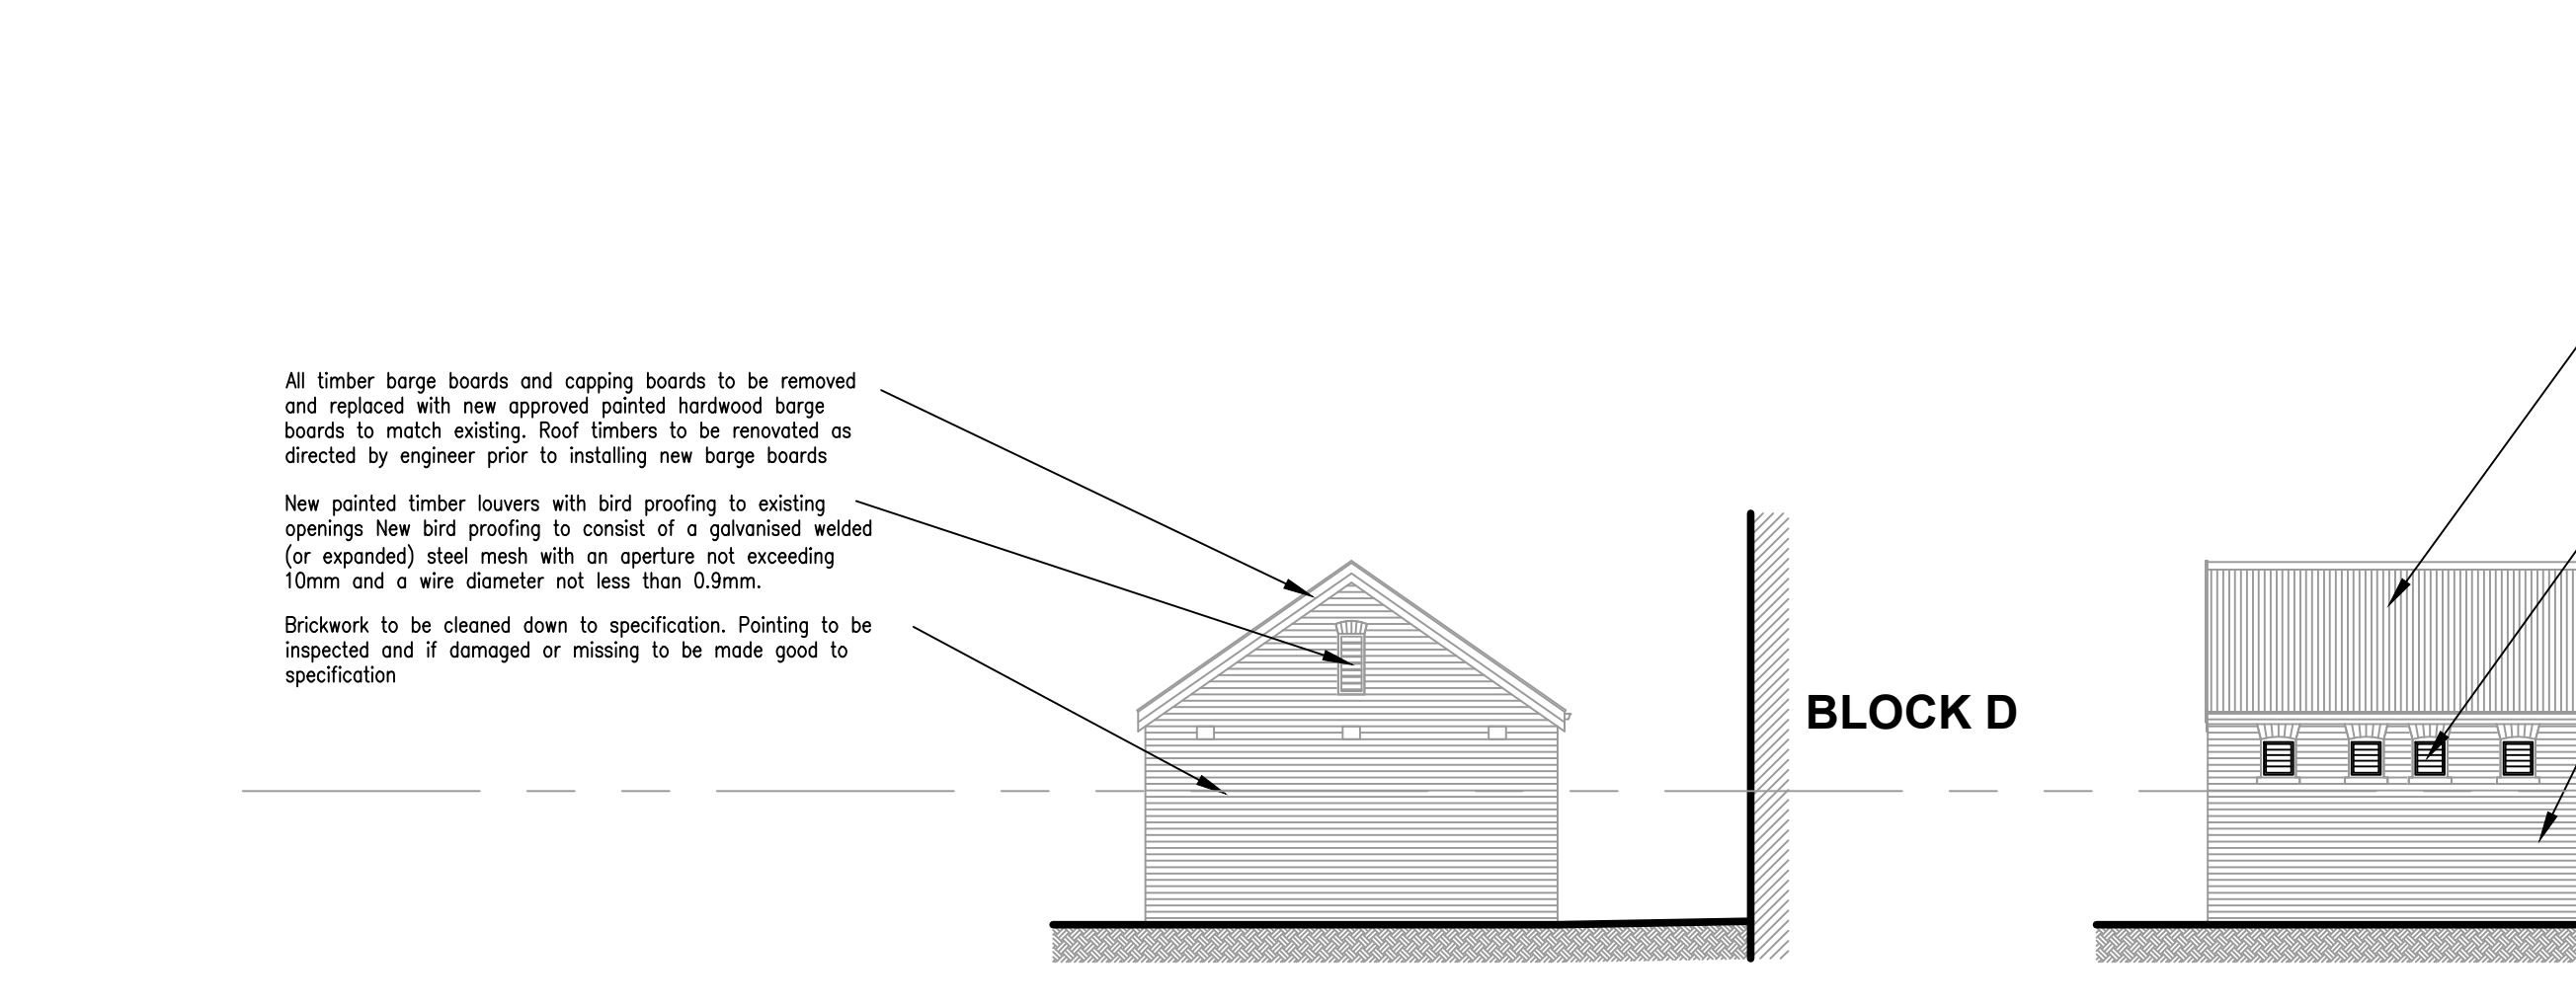 All timber barge boards and capping boards to be removed
and replaced with new approved painted hardwood barge
boards to match existing. Roof timbers to be renovated as
directed by engineer prior to installing new barge boards
New painted timber louvers with bird proofing to existing
openings New bird proofing to consist of a galvanised welded
(or expanded) steel mesh with an aperture not exceeding
10mm and a wire diameter not less than 0.9mm.
Brickwork to be cleaned down to specification. Pointing to be
inspected and if damaged or missing to be made good to
specification
BLOCK D